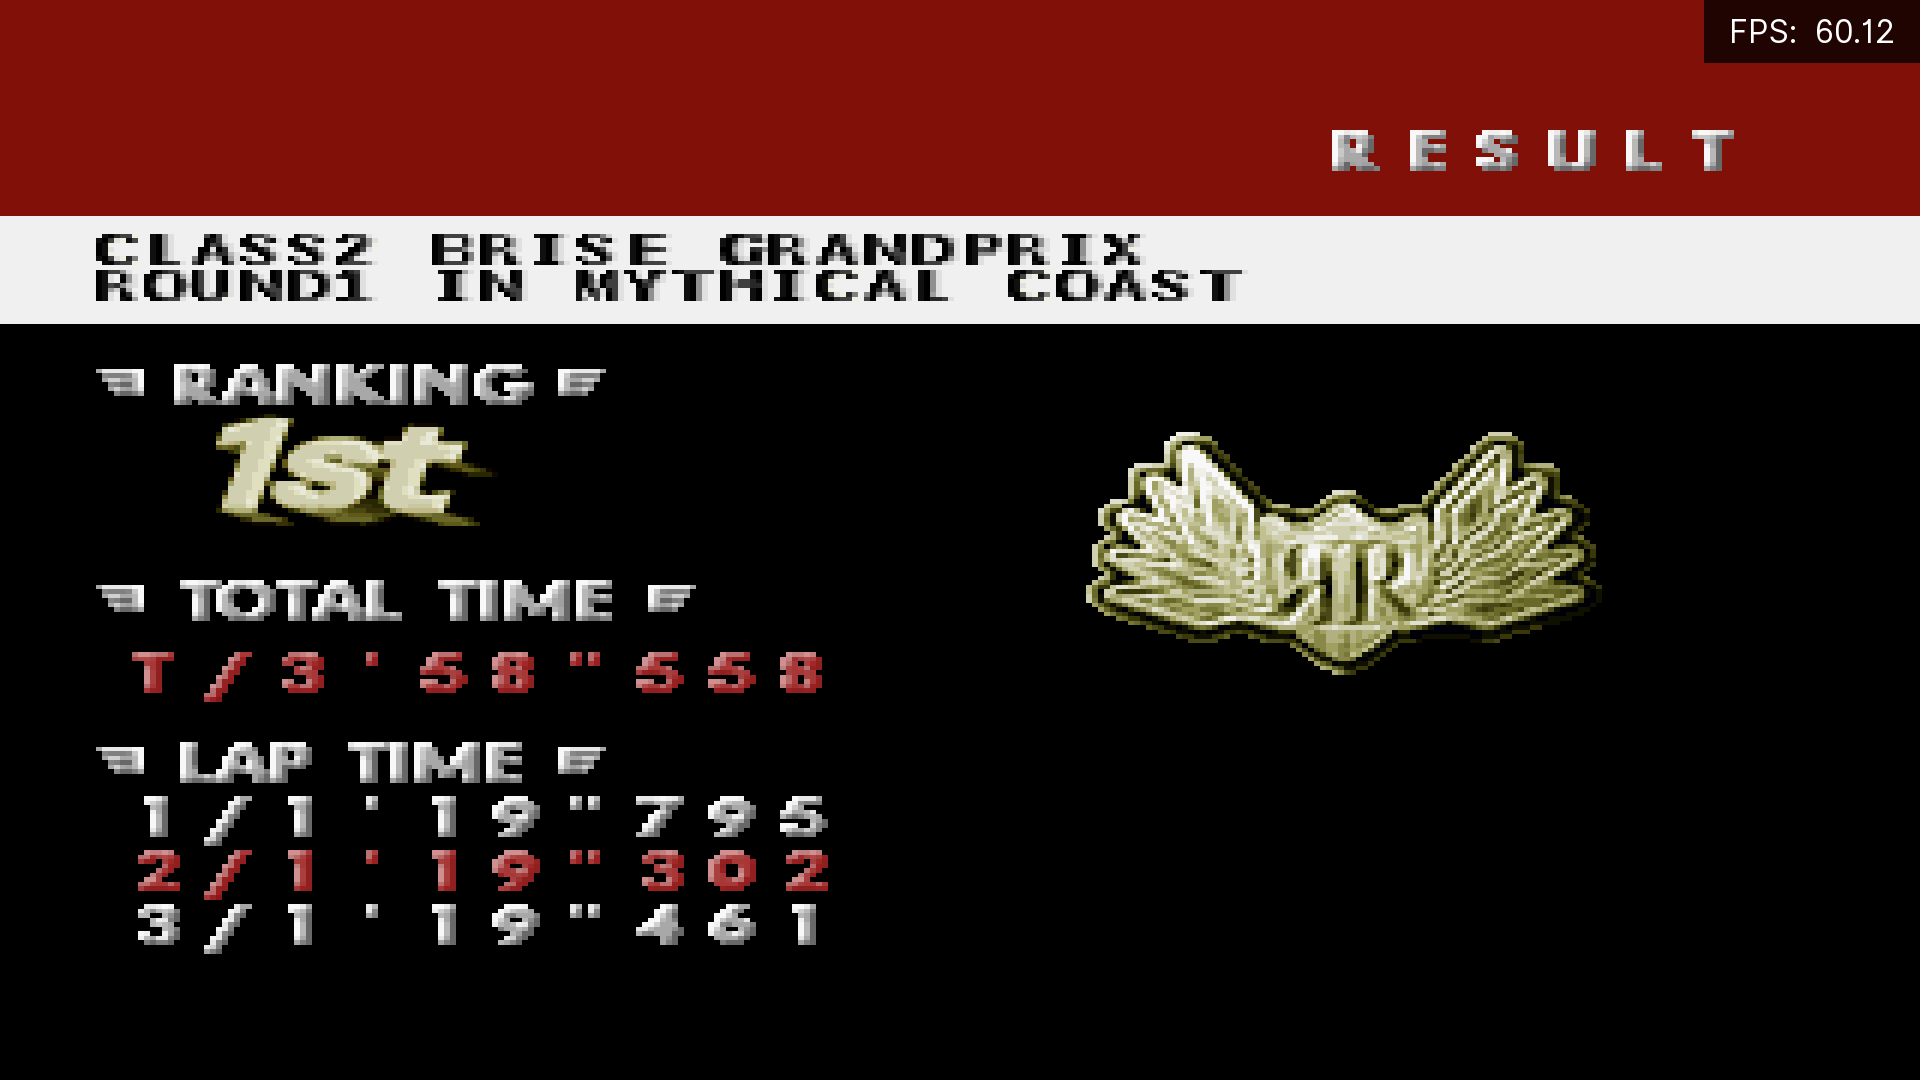 FPS: 60.12
RESULT
CLASS2 BRISE GRANDPRIX
ROUND1 IN MYTHICAL COAST
RANKING
1st
TOTAL TIME
T/3'58"558
LAP TIME
1/1'19"795
2/1'19"302
3/1'19"461